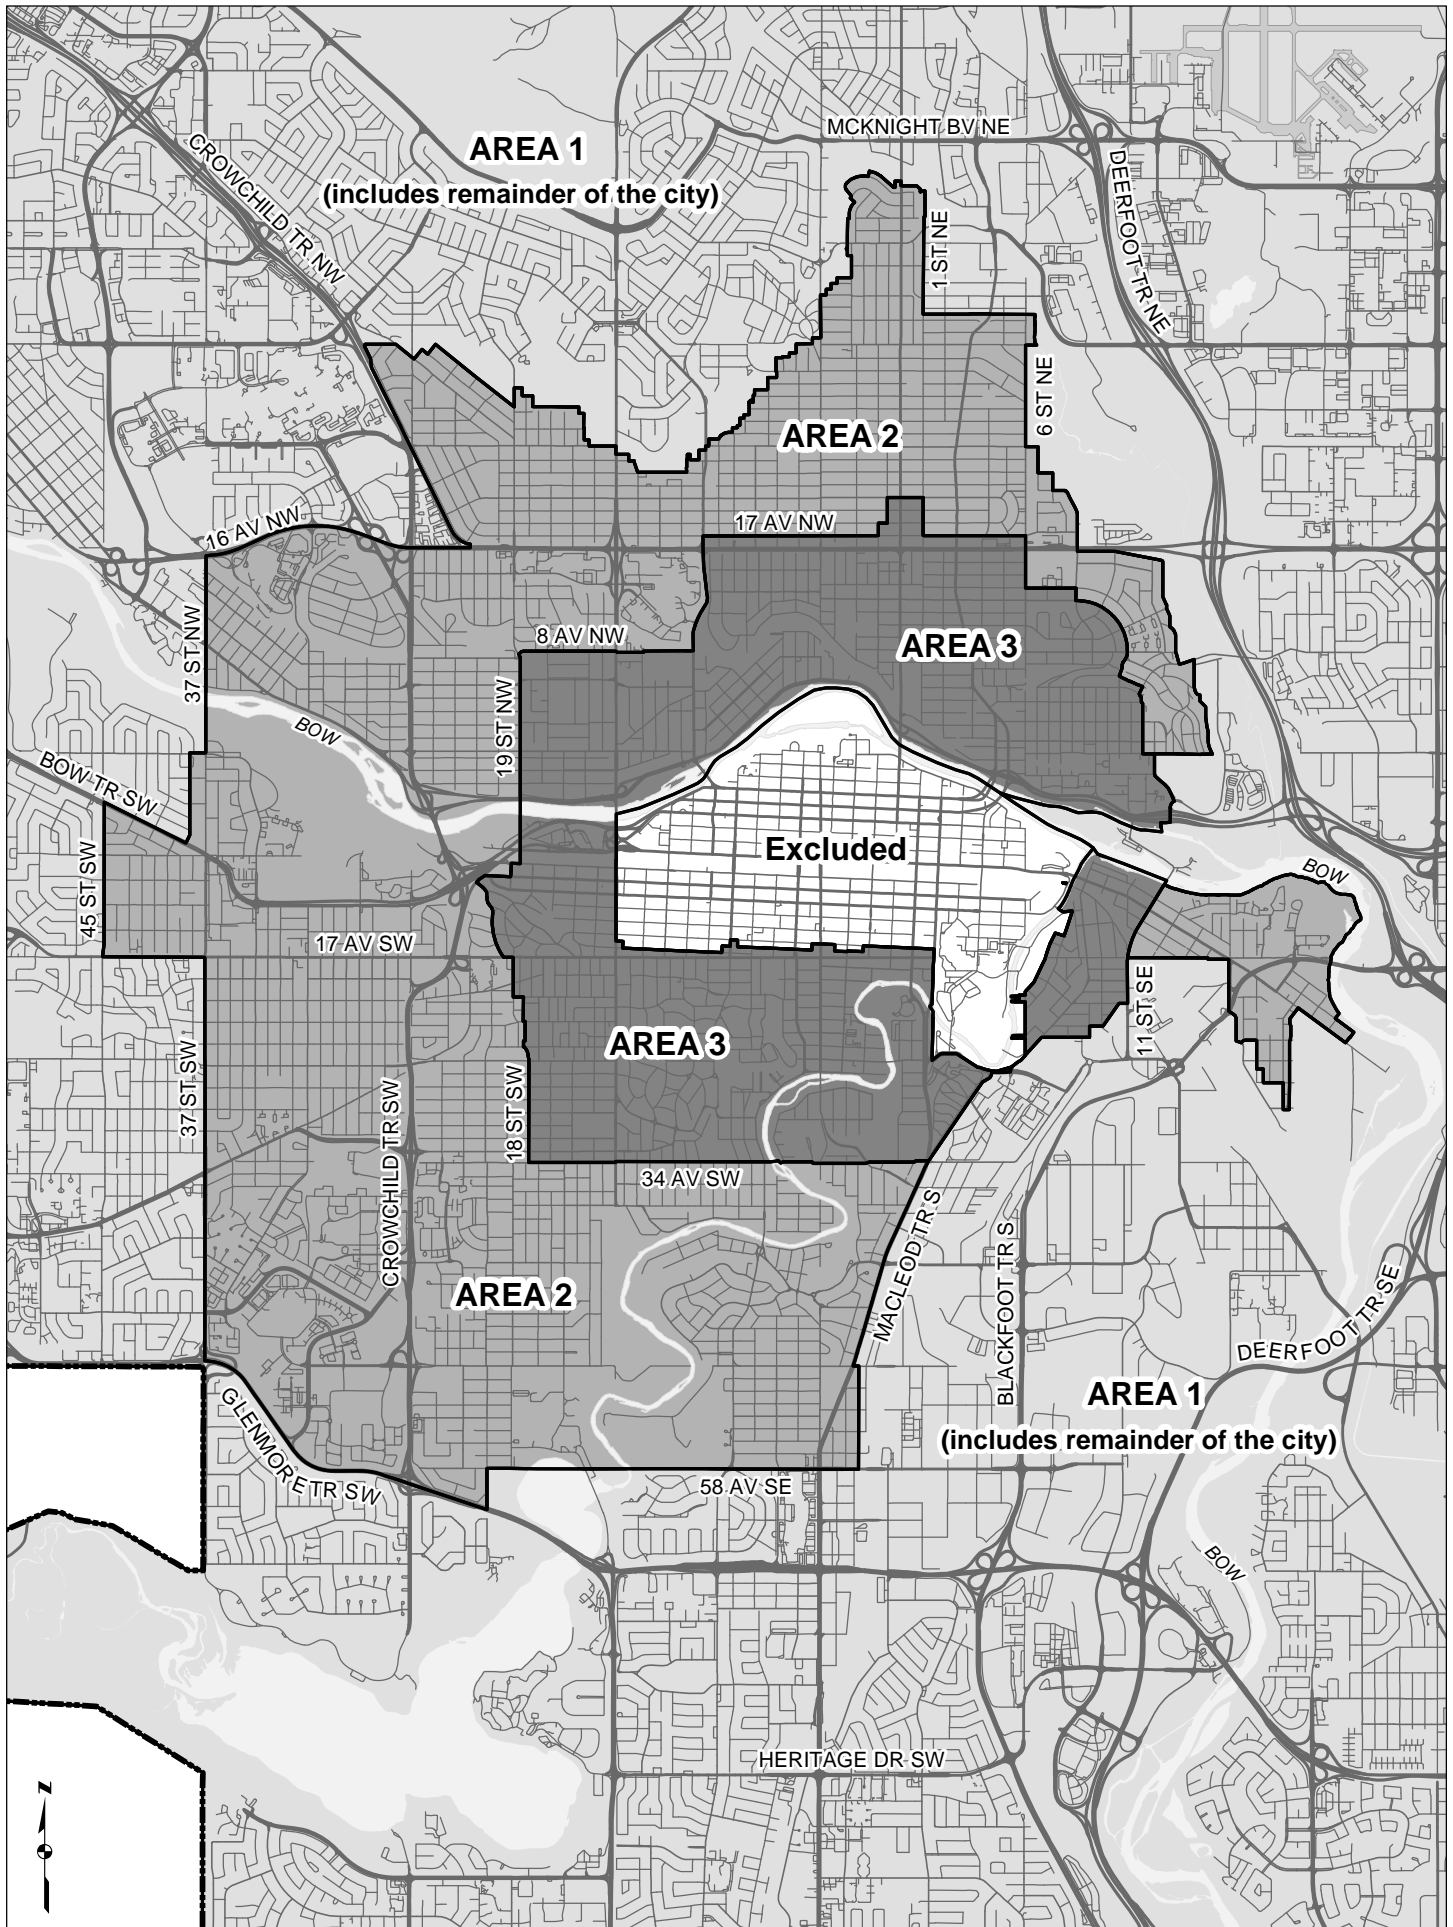 MCKNIGHT BV NE
AREA 1
(includes remainder of the city)
CROWCHILD TR NW
DEERFOOT TR NE
1 ST NE
6 ST NE
AREA 2
17 AV NW
16 AV NW
8 AV NW
AREA 3
37 ST NW
19 ST NW
BOW
BOW TR SW
Excluded
BOW
45 ST SW
17 AV SW
11 ST SE
AREA 3
37 ST SW
CROWCHILD TR SW
18 ST SW
34 AV SW
MACLEOD TR S
BLACKFOOT TR S
AREA 2
DEERFOOT TR SE
AREA 1
(includes remainder of the city)
GLENMORE TR SW
58 AV SE
BOW
HERITAGE DR SW
N